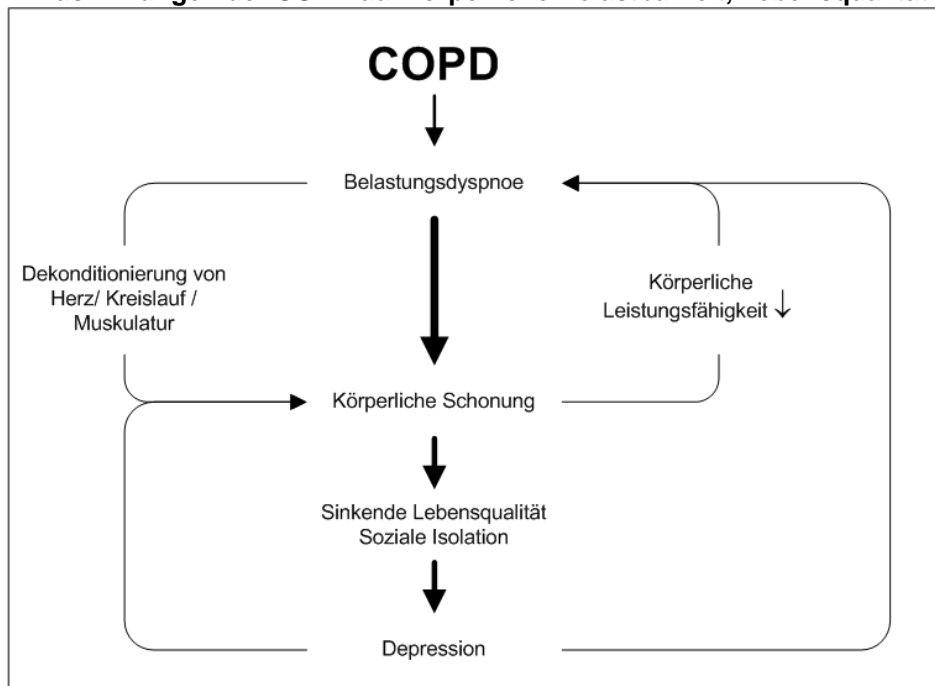 COPD
Belastungsdyspnoe
Dekonditionierung von
Herz/ Kreislauf /
Muskulatur
Körperliche
Leistungsfähigkeit ↓
Körperliche Schonung
Sinkende Lebensqualität
Soziale Isolation
Depression